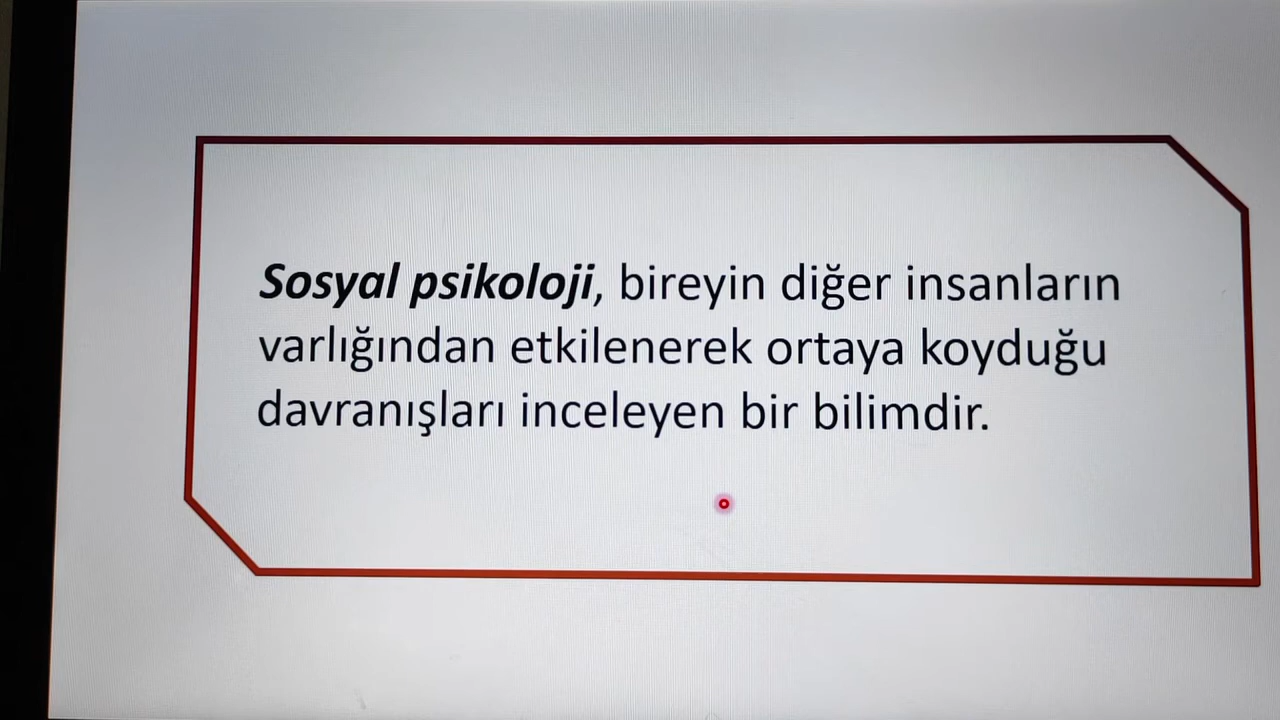 Sosyal psikoloji, bireyin diğer insanların
varlığından etkilenerek ortaya koyduğu
davranışları inceleyen bir bilimdir.